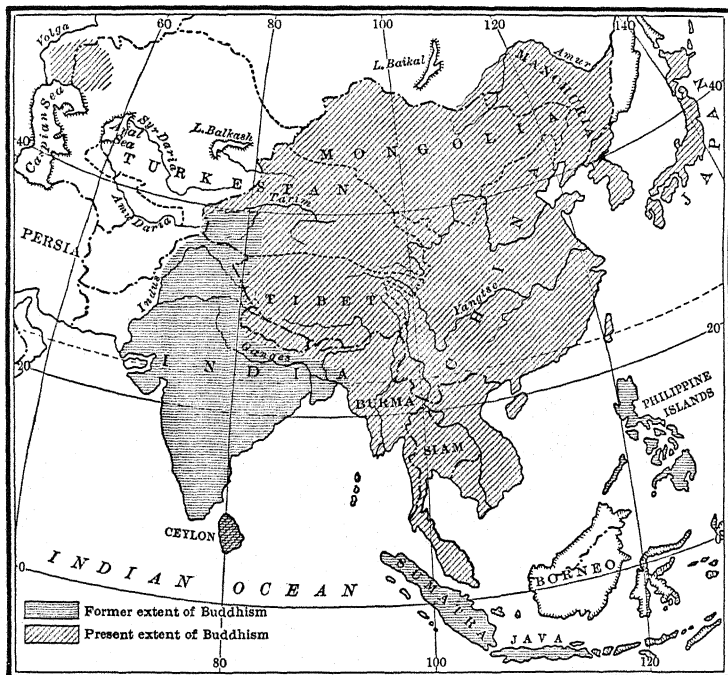 60
80
100
120
140
Volga
L. Baikal
Amur
MANCHURIA
40
Caspian Sea
Aral Sea
Syr-Daria
L. Balkash
MONGOLIA
JAPAN
40
TURKESTAN
Tarim
Amu Daria
PERSIA
Indus
TIBET
CHINA
Yangtse
20
20
INDIA
Ganges
BURMA
SIAM
PHILIPPINE
ISLANDS
CEYLON
0
INDIAN OCEAN
SUMATRA
BORNEO
JAVA
Former extent of Buddhism
Present extent of Buddhism
80
100
120